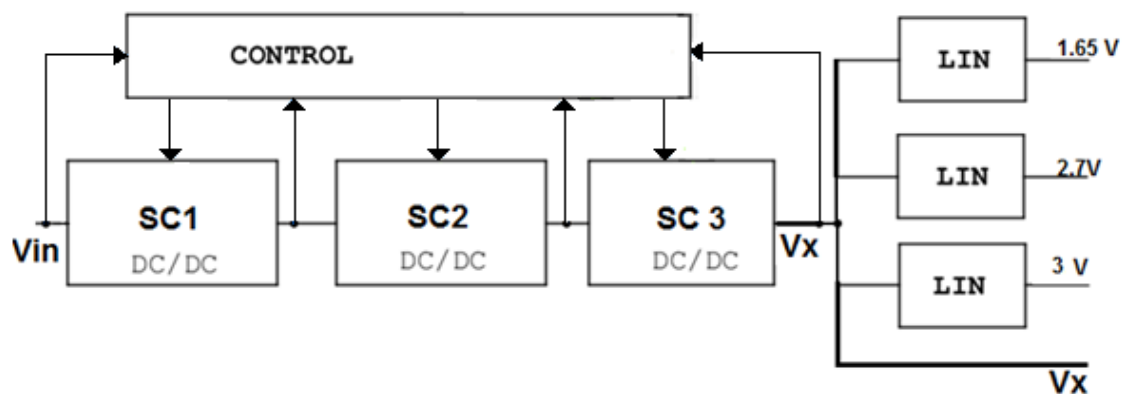 CONTROL
Vin
SC1
DC/DC
SC2
DC/DC
SC 3
DC/DC
Vx
LIN
1.65 V
LIN
2.7V
LIN
3 V
Vx